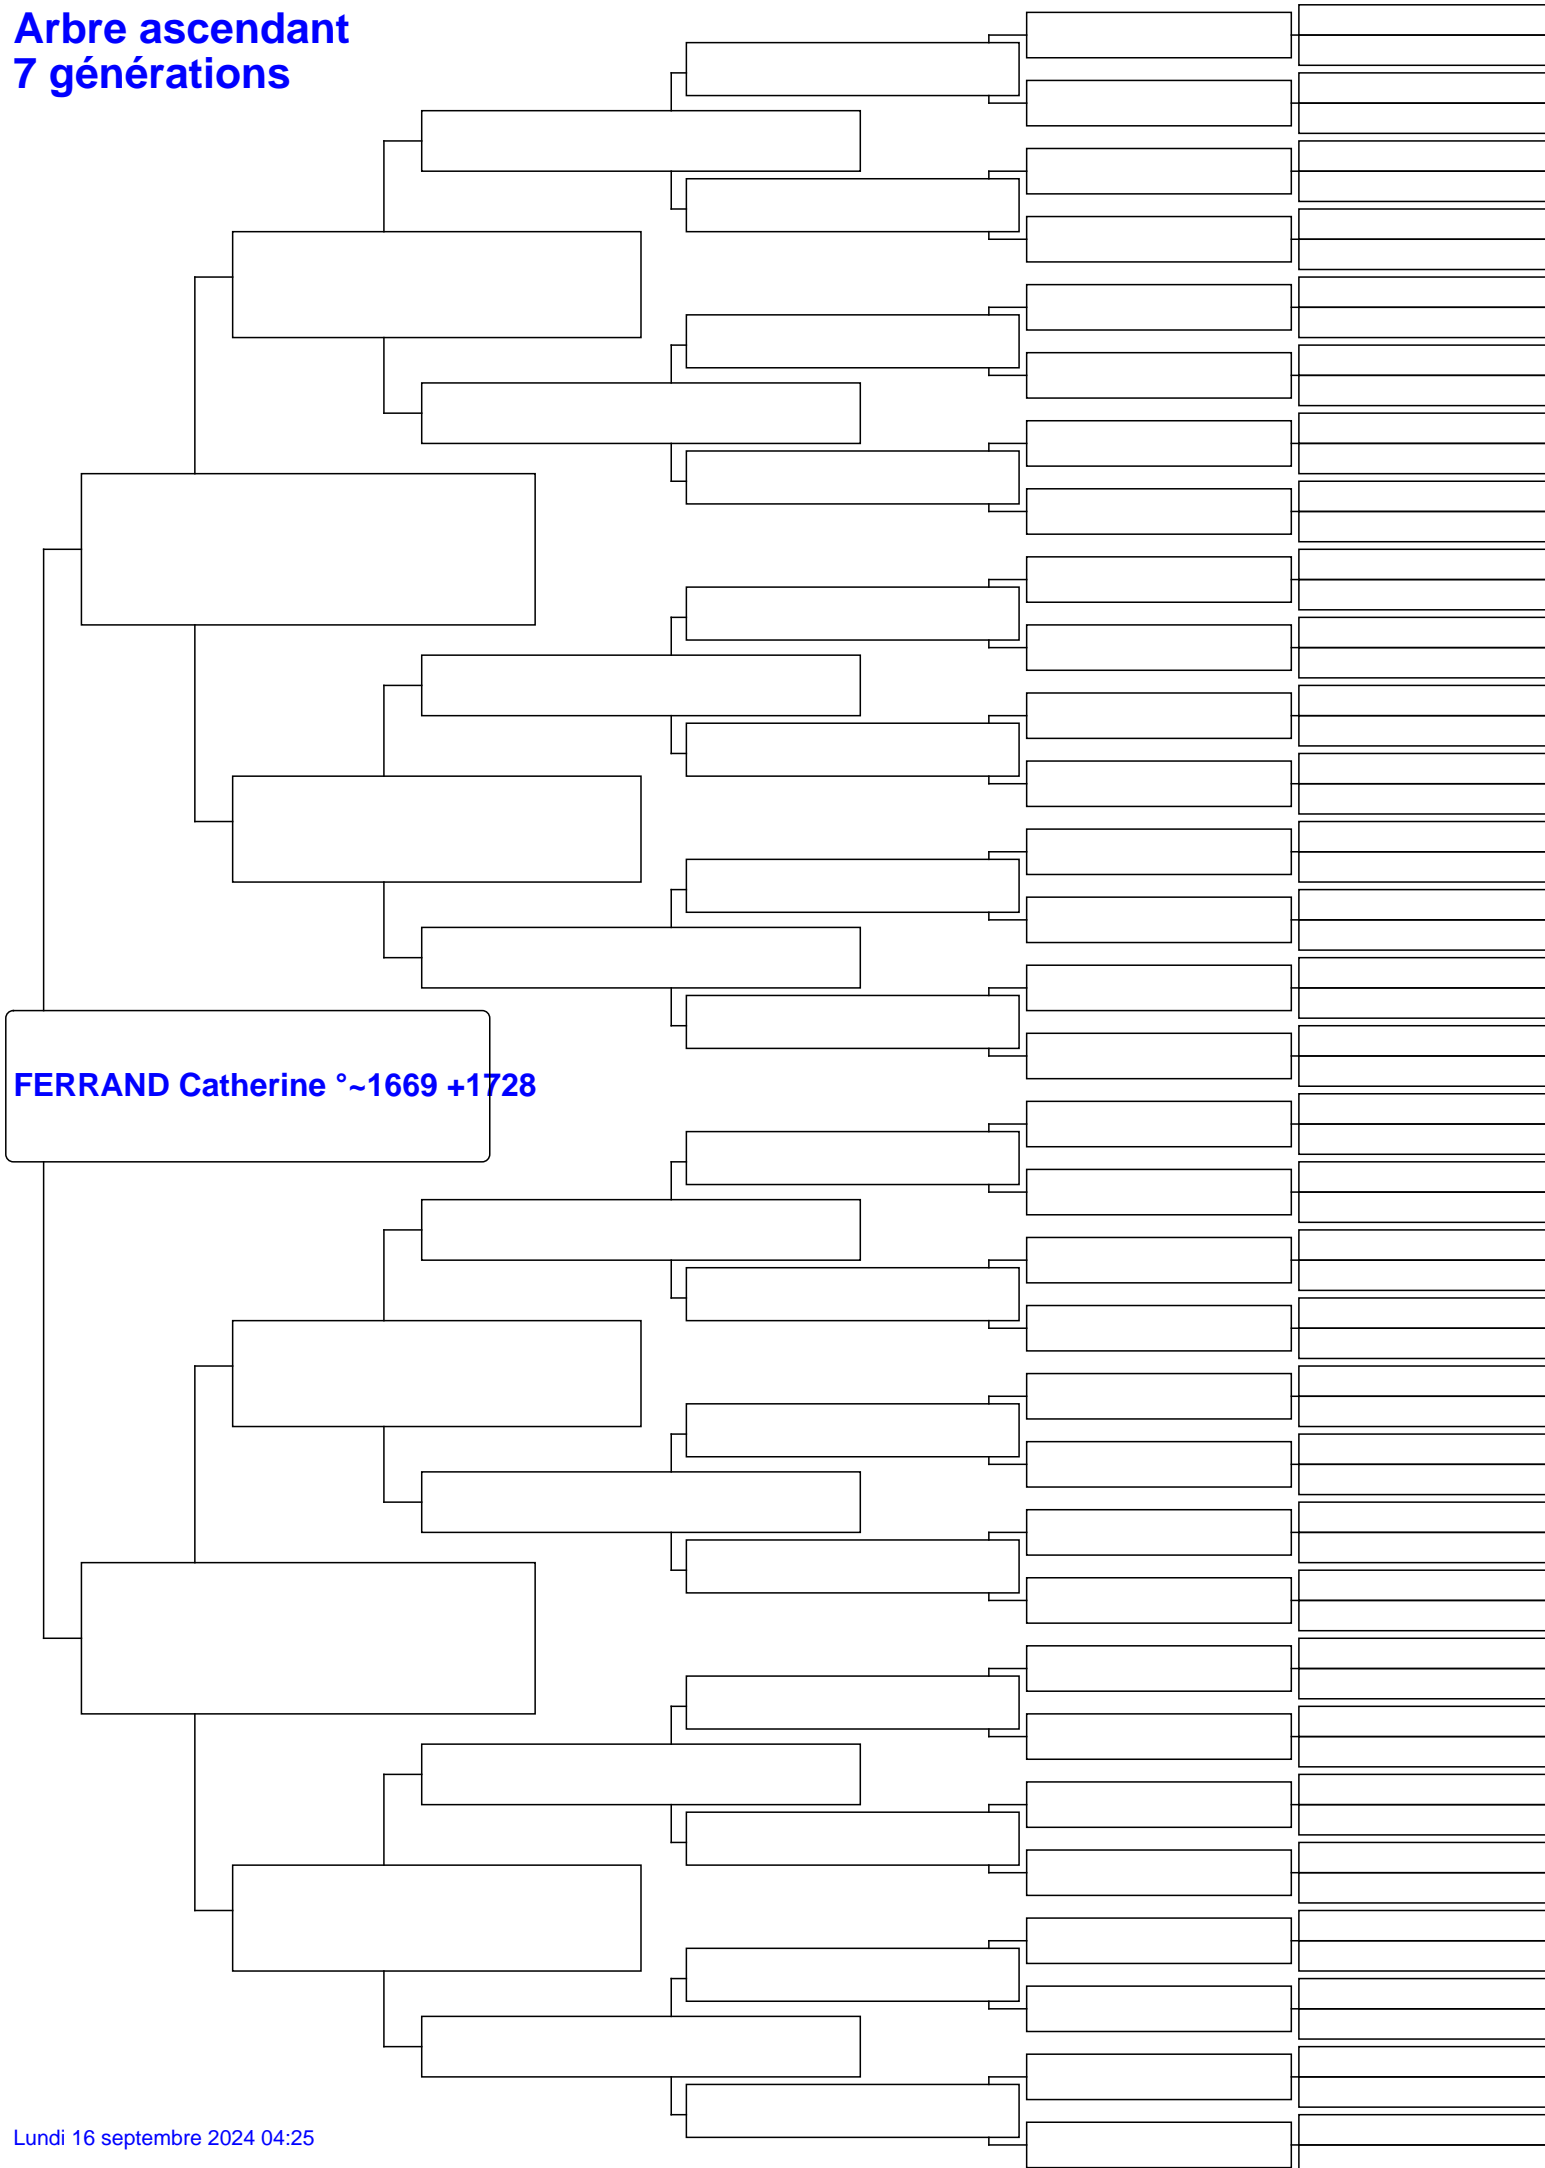 Arbre ascendant
7 générations
FERRAND Catherine °~1669 +1728
Lundi 16 septembre 2024 04:25